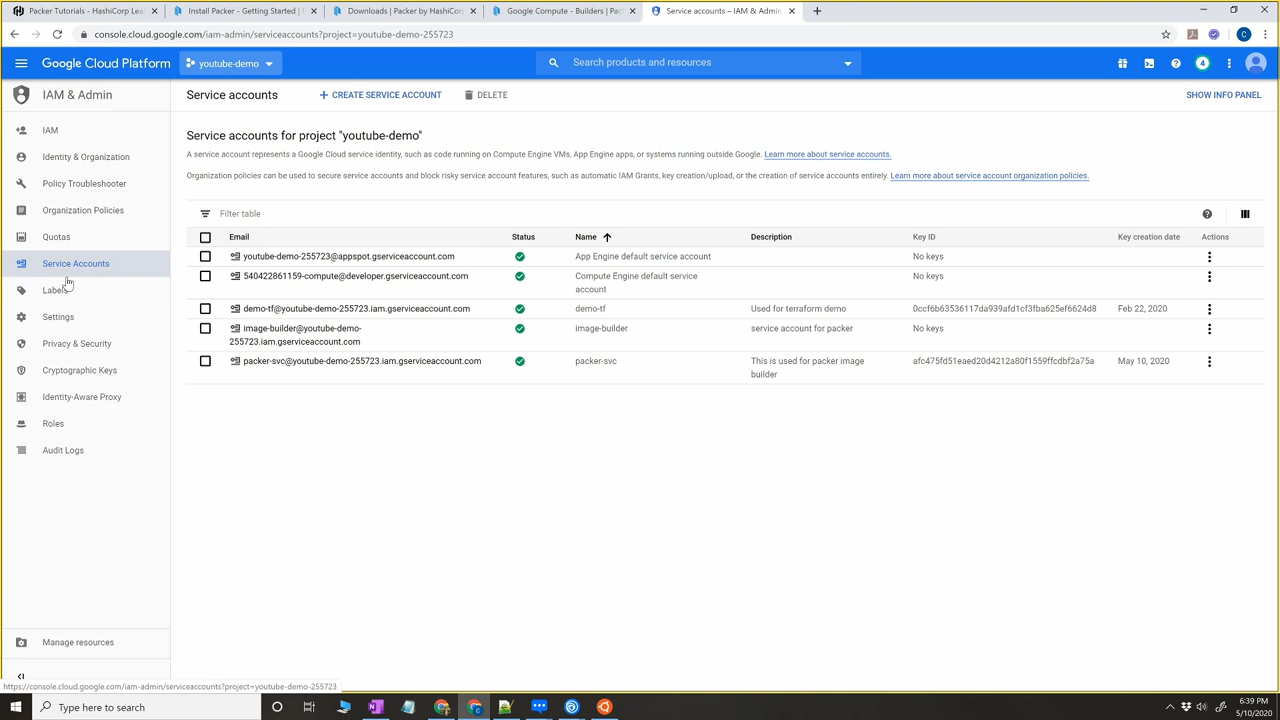 Packer Tutorials - HashiCorp Lea
Install Packer - Getting Started |
Downloads | Packer by HashiCorp
Google Compute - Builders | Pac
Service accounts – IAM & Admin
console.cloud.google.com/iam-admin/serviceaccounts?project=youtube-demo-255723
C
Google Cloud Platform
youtube-demo
Search products and resources
4
IAM & Admin
Service accounts
CREATE SERVICE ACCOUNT
DELETE
SHOW INFO PANEL
IAM
Identity & Organization
Policy Troubleshooter
Organization Policies
Quotas
Service Accounts
Labels
Settings
Privacy & Security
Cryptographic Keys
Identity-Aware Proxy
Roles
Audit Logs
Manage resources
Service accounts for project "youtube-demo"
A service account represents a Google Cloud service identity, such as code running on Compute Engine VMs, App Engine apps, or systems running outside Google. Learn more about service accounts.
Organization policies can be used to secure service accounts and block risky service account features, such as automatic IAM Grants, key creation/upload, or the creation of service accounts entirely. Learn more about service account organization policies.
Filter table
Email Status Name Description Key ID Key creation date Actions
youtube-demo-255723@appspot.gserviceaccount.com App Engine default service account No keys
540422861159-compute@developer.gserviceaccount.com Compute Engine default service No keys
account
demo-tf@youtube-demo-255723.iam.gserviceaccount.com demo-tf Used for terraform demo 0ccf6b63536117da939afd1cf3fba625ef6624d8 Feb 22, 2020
image-builder@youtube-demo- image-builder service account for packer No keys
255723.iam.gserviceaccount.com
packer-svc@youtube-demo-255723.iam.gserviceaccount.com packer-svc This is used for packer image afc475fd51eaed20d4212a80f1559ffcdbf2a75a May 10, 2020
builder
https://console.cloud.google.com/iam-admin/serviceaccounts?project=youtube-demo-255723
Type here to search
6:39 PM
5/10/2020